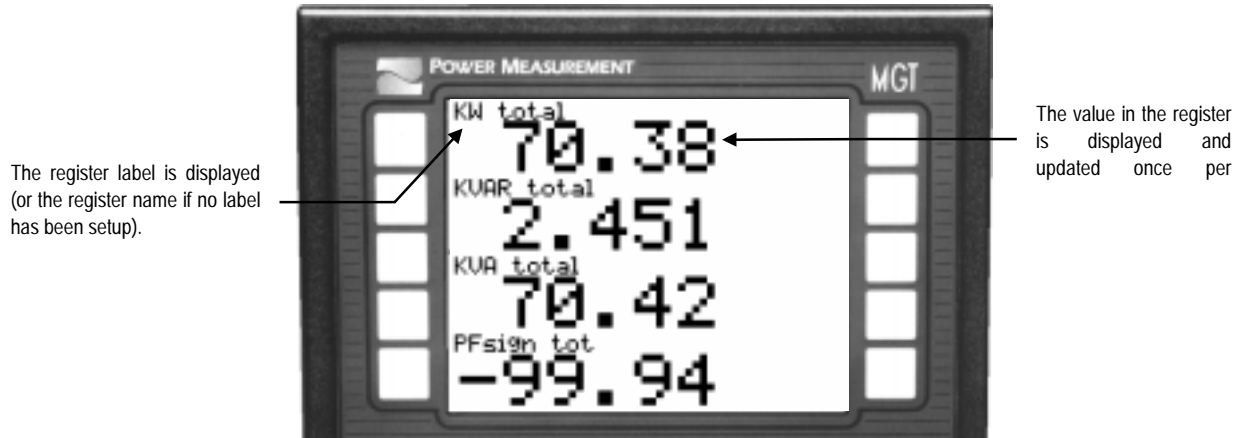 POWER MEASUREMENT
MGT
KW total
70.38
KVAR total
2.451
KVA total
70.42
PFsign tot
-99.94
The register label is displayed
(or the register name if no label
has been setup).
The value in the register
is displayed and
updated once per